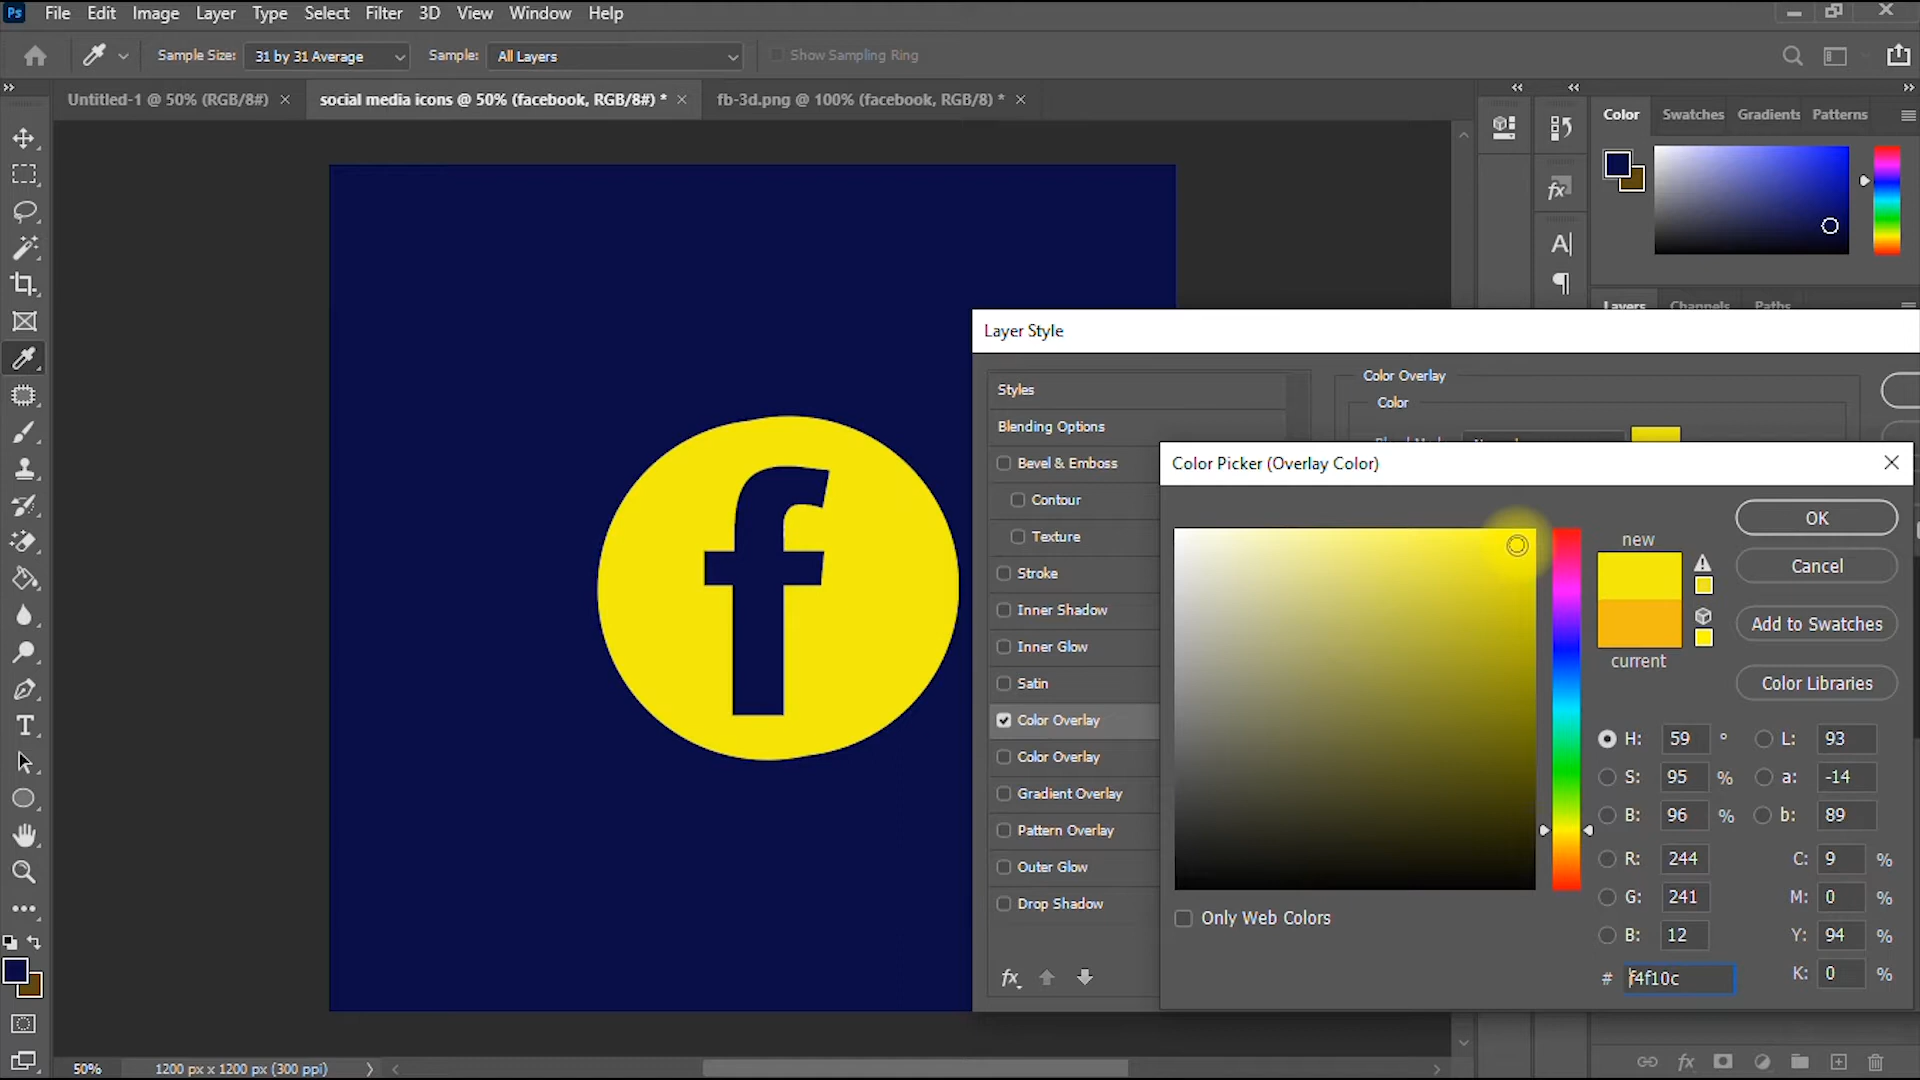 Ps File Edit Image Layer Type Select Filter 3D View Window Help
Sample Size: 31 by 31 Average Sample: All Layers Show Sampling Ring
Untitled-1 @ 50% (RGB/8#) × social media icons @ 50% (facebook, RGB/8#) * × fb-3d.png @ 100% (facebook, RGB/8) * ×
Color Swatches Gradients Patterns
Layers Channels Paths
Layer Style
Styles
Blending Options
Bevel & Emboss
Contour
Texture
Stroke
Inner Shadow
Inner Glow
Satin
Color Overlay
Color Overlay
Gradient Overlay
Pattern Overlay
Outer Glow
Drop Shadow
fx
Color Overlay
Color
f
Color Picker (Overlay Color)
new
current
OK
Cancel
Add to Swatches
Color Libraries
H: 59 ° L: 93
S: 95 % a: -14
B: 96 % b: 89
R: 244 C: 9 %
G: 241 M: 0 %
B: 12 Y: 94 %
# f4f10c K: 0 %
Only Web Colors
50% 1200 px x 1200 px (300 ppi)